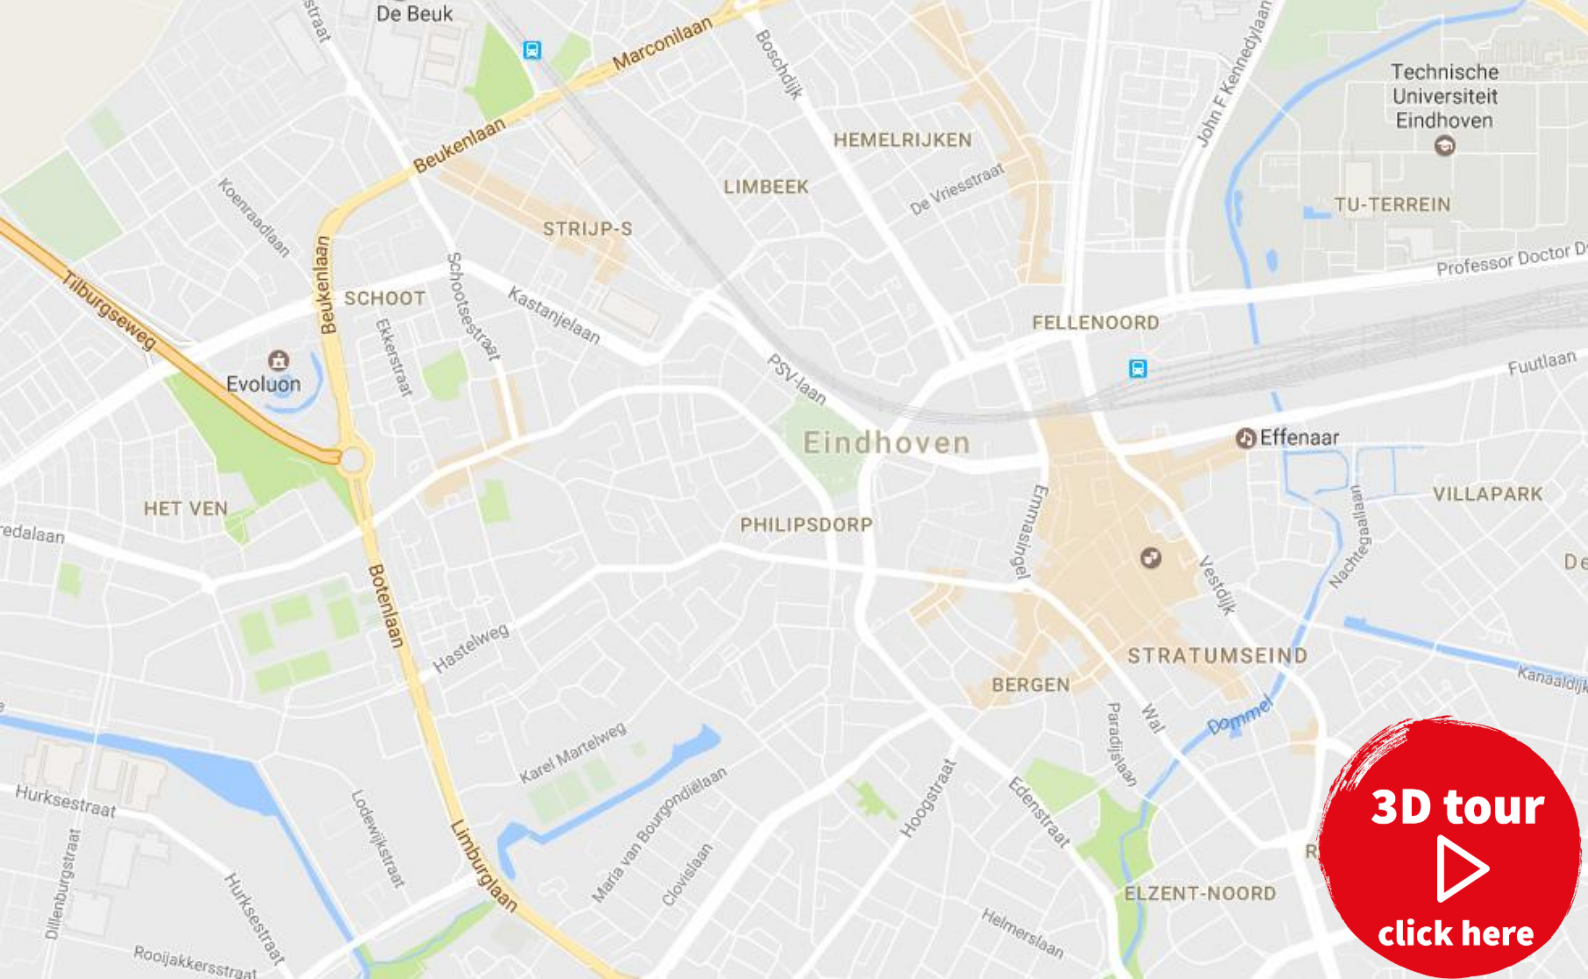 De Beuk
straat
Marconilaan
Boschdijk
John F Kennedylaan
Technische
Universiteit
Eindhoven
Beukenlaan
HEMELRIJKEN
LIMBEEK
De Vriesstraat
TU-TERREIN
Koenraadlaan
STRIJP-S
Beukenlaan
Schootsestraat
Professor Doctor D
Tilburgseweg
SCHOOT
Kastanjelaan
Ekkerstraat
FELLENOORD
Evoluon
PSV-laan
Fuutlaan
Eindhoven
Effenaar
HET VEN
VILLAPARK
redalaan
PHILIPSDORP
Emmasingel
Nachtegaallaan
De
Botenlaan
Vestdijk
Hastelweg
STRATUMSEIND
BERGEN
Kanaaldijk
Dommel
Wal
Paradijslaan
Karel Martelweg
Hurksestraat
Lodewijkstraat
Maria van Bourgondiëlaan
Hoogstraat
Edenstraat
3D tour
Limburglaan
Clovislaan
R
Dillenburgstraat
Hurksestraat
ELZENT-NOORD
Helmerslaan
click here
Rooijakkersstraat